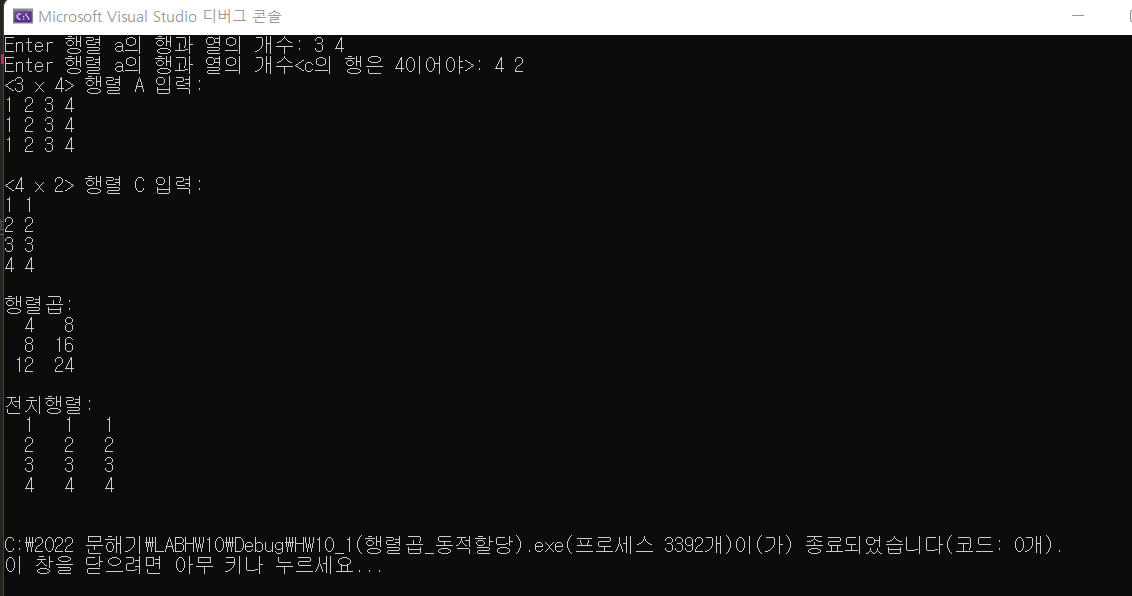 Microsoft Visual Studio 디버그 콘솔
Enter 행렬 a의 행과 열의 개수: 3 4
Enter 행렬 a의 행과 열의 개수<c의 행은 4이어야>: 4 2
<3 x 4> 행렬 A 입력:
1 2 3 4
1 2 3 4
1 2 3 4
<4 x 2> 행렬 C 입력:
1 1
2 2
3 3
4 4
행렬곱:
4 8
8 16
12 24
전치행렬:
1 1 1
2 2 2
3 3 3
4 4 4
C:₩2022 문해기₩LABHW10₩Debug₩HW10_1(행렬곱_동적할당).exe(프로세스 3392개)이(가) 종료되었습니다(코드: 0개).
이 창을 닫으려면 아무 키나 누르세요...